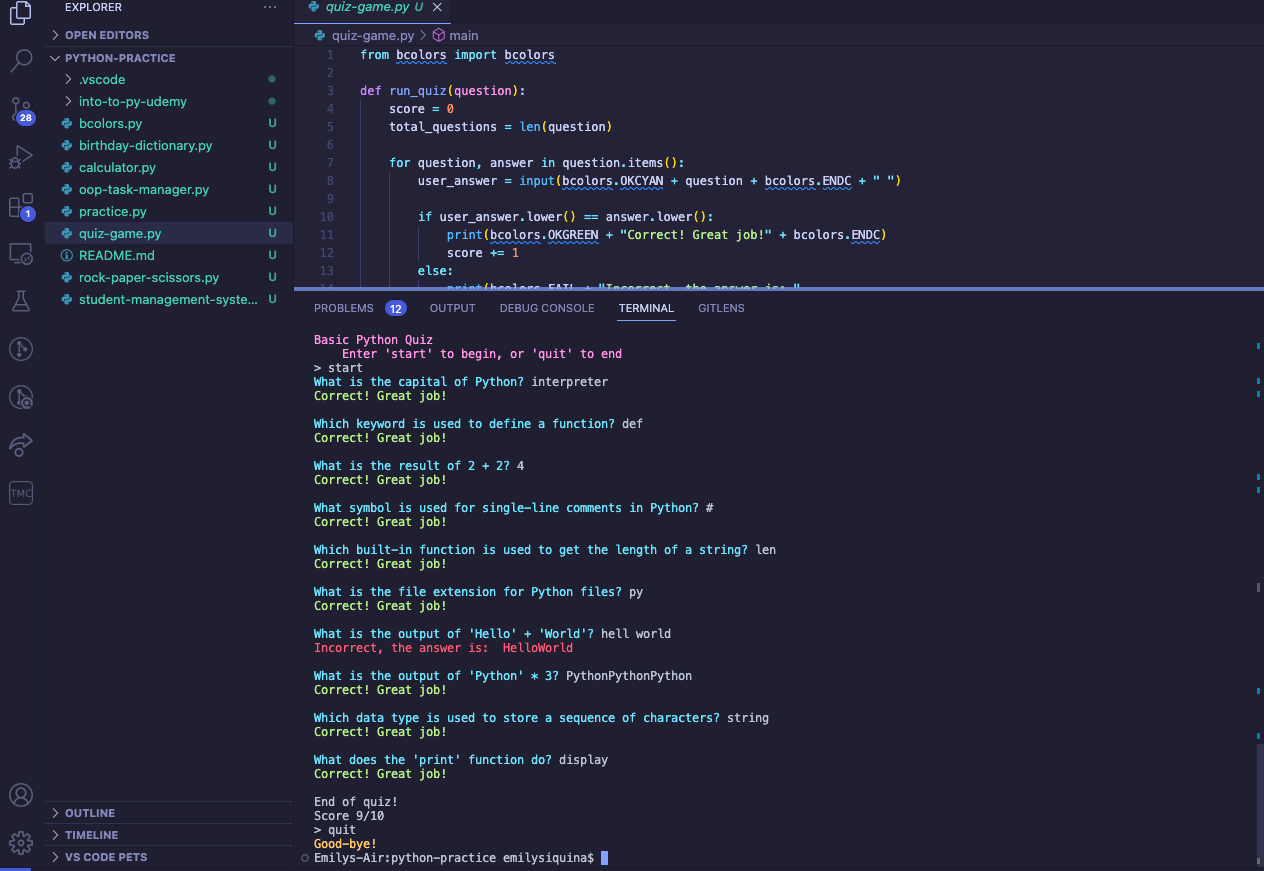 EXPLORER ...
OPEN EDITORS
PYTHON-PRACTICE
.vscode
into-to-py-udemy
bcolors.py U
birthday-dictionary.py U
calculator.py U
oop-task-manager.py U
practice.py U
quiz-game.py U
README.md U
rock-paper-scissors.py U
student-management-syste... U
OUTLINE
TIMELINE
VS CODE PETS
28
1
TMC
quiz-game.py U
quiz-game.py > main
1 from bcolors import bcolors
2
3 def run_quiz(question):
4 score = 0
5 total_questions = len(question)
6
7 for question, answer in question.items():
8 user_answer = input(bcolors.OKCYAN + question + bcolors.ENDC + " ")
9
10 if user_answer.lower() == answer.lower():
11 print(bcolors.OKGREEN + "Correct! Great job!" + bcolors.ENDC)
12 score += 1
13 else:
14 print(bcolors.FAIL + "Incorrect, the answer is: "
PROBLEMS 12 OUTPUT DEBUG CONSOLE TERMINAL GITLENS
Basic Python Quiz
Enter 'start' to begin, or 'quit' to end
> start
What is the capital of Python? interpreter
Correct! Great job!
Which keyword is used to define a function? def
Correct! Great job!
What is the result of 2 + 2? 4
Correct! Great job!
What symbol is used for single-line comments in Python? #
Correct! Great job!
Which built-in function is used to get the length of a string? len
Correct! Great job!
What is the file extension for Python files? py
Correct! Great job!
What is the output of 'Hello' + 'World'? hell world
Incorrect, the answer is:  HelloWorld
What is the output of 'Python' * 3? PythonPythonPython
Correct! Great job!
Which data type is used to store a sequence of characters? string
Correct! Great job!
What does the 'print' function do? display
Correct! Great job!
End of quiz!
Score 9/10
> quit
Good-bye!
Emilys-Air:python-practice emilysiquina$